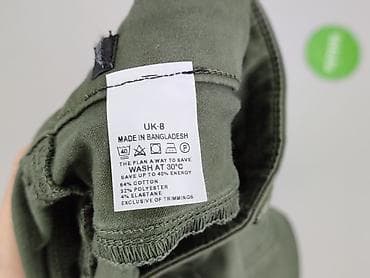 UK-8
MADE IN BANGLADESH
40
THE PLAN A WAY TO SAVE
WASH AT 30°C
SAVE UP TO 40% ENERGY
64% COTTON
32% POLYESTER
4% ELASTANE
EXCLUSIVE OF TRIMMINGS